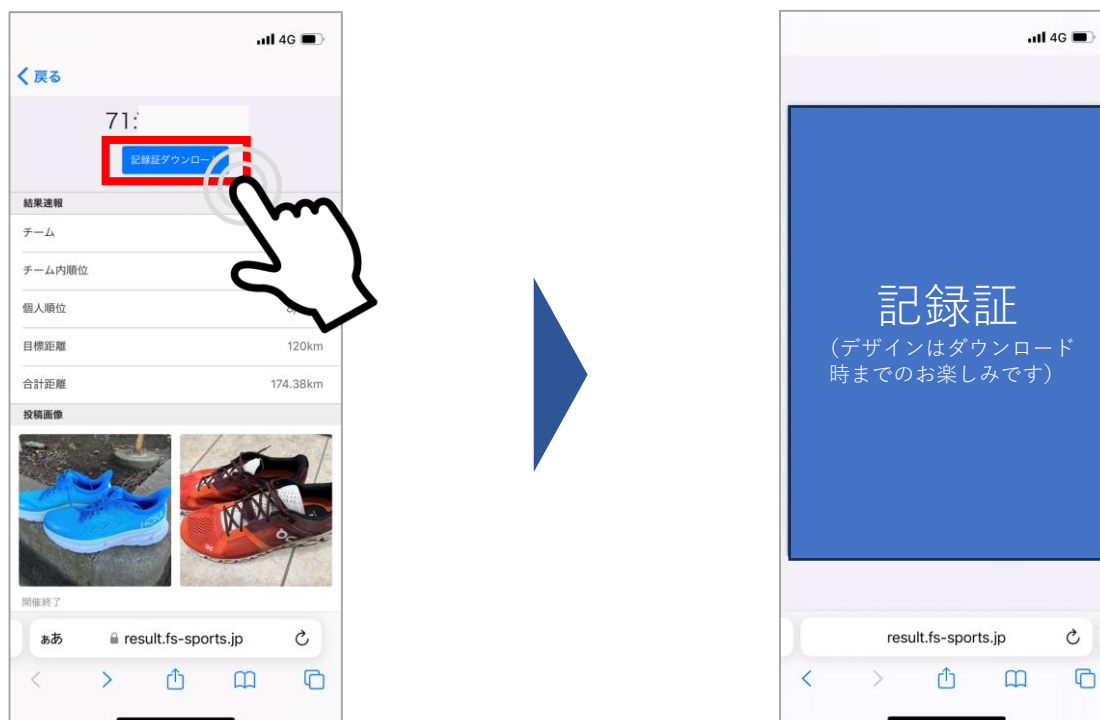 4G
戻る
71:
記録証ダウンロード
結果速報
チーム
チーム内順位
個人順位
目標距離 120km
合計距離 174.38km
投稿画像
HOKA
開催終了
ぁあ result.fs-sports.jp
4G
記録証
(デザインはダウンロード
時までのお楽しみです)
result.fs-sports.jp